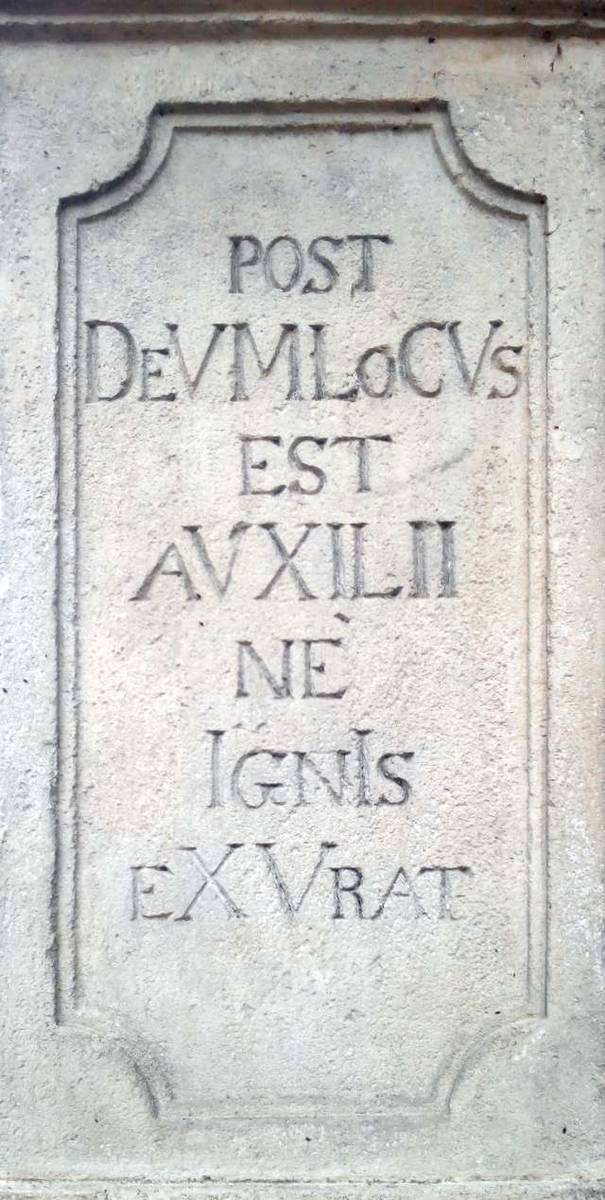 POST
DeVMLoCVs
EST
AVXILII
NÈ
IGNIs
eXVRAT